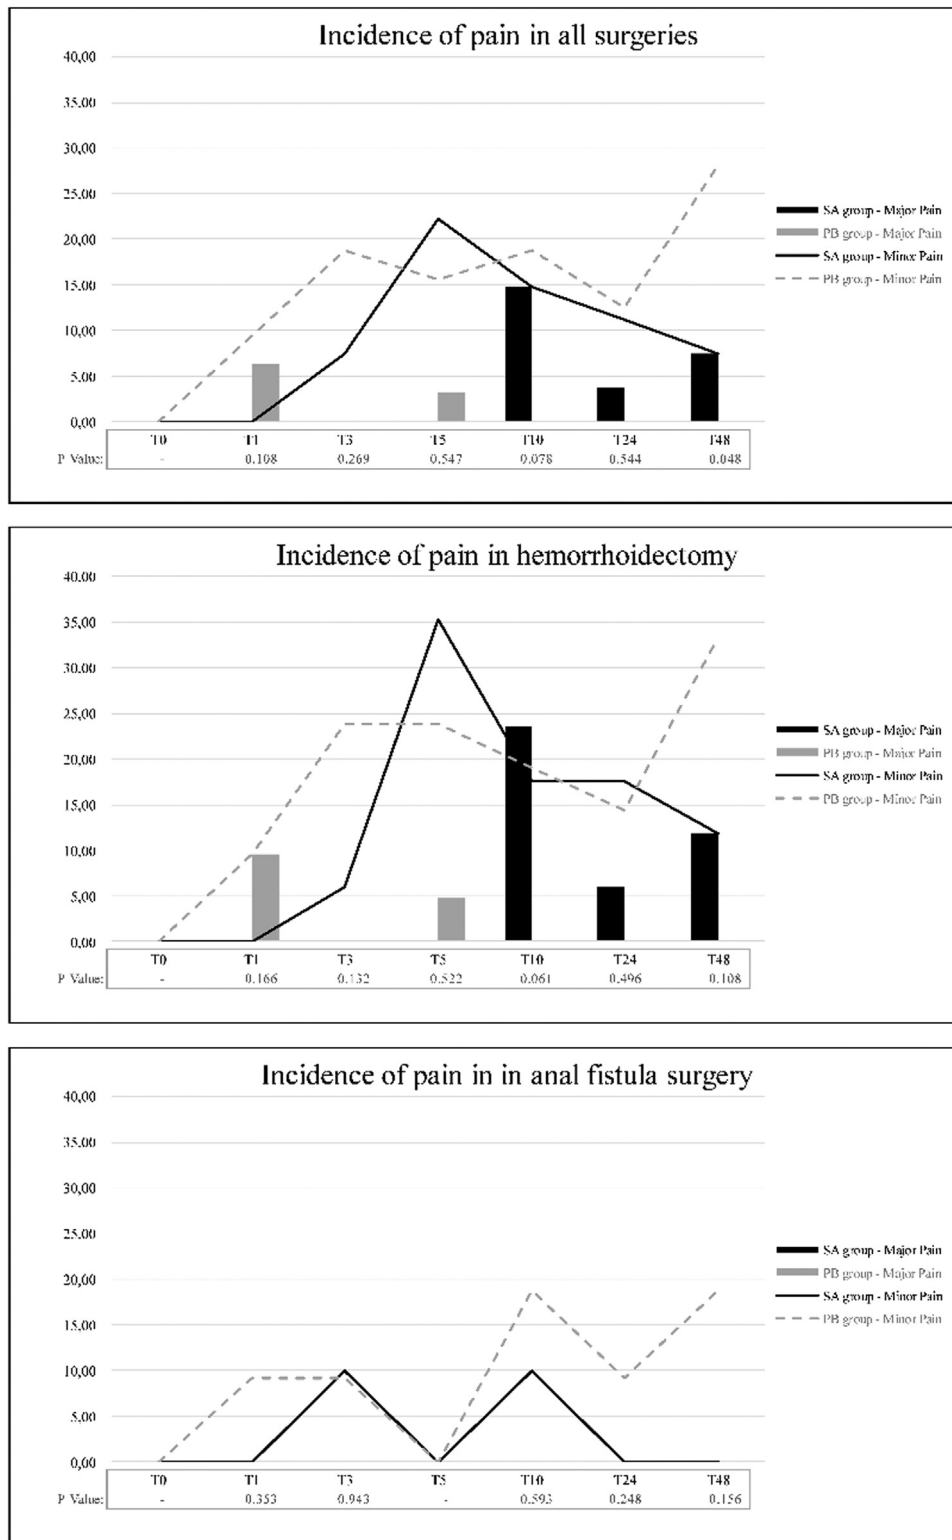 Incidence of pain in all surgeries
40,00
35,00
30,00
25,00
20,00
15,00
10,00
5,00
0,00
SA group - Major Pain
PB group - Major Pain
SA group - Minor Pain
PB group - Minor Pain
T0 T1 T3 T5 T10 T24 T48
P Value: - 0.108 0.269 0.547 0.078 0.544 0.048
Incidence of pain in hemorrhoidectomy
40,00
35,00
30,00
25,00
20,00
15,00
10,00
5,00
0,00
SA group - Major Pain
PB group - Major Pain
SA group - Minor Pain
PB group - Minor Pain
T0 T1 T3 T5 T10 T24 T48
P Value: - 0.166 0.132 0.522 0.061 0.496 0.108
Incidence of pain in in anal fistula surgery
40,00
35,00
30,00
25,00
20,00
15,00
10,00
5,00
0,00
SA group - Major Pain
PB group - Major Pain
SA group - Minor Pain
PB group - Minor Pain
T0 T1 T3 T5 T10 T24 T48
P Value: - 0.353 0.943 - 0.593 0.248 0.156